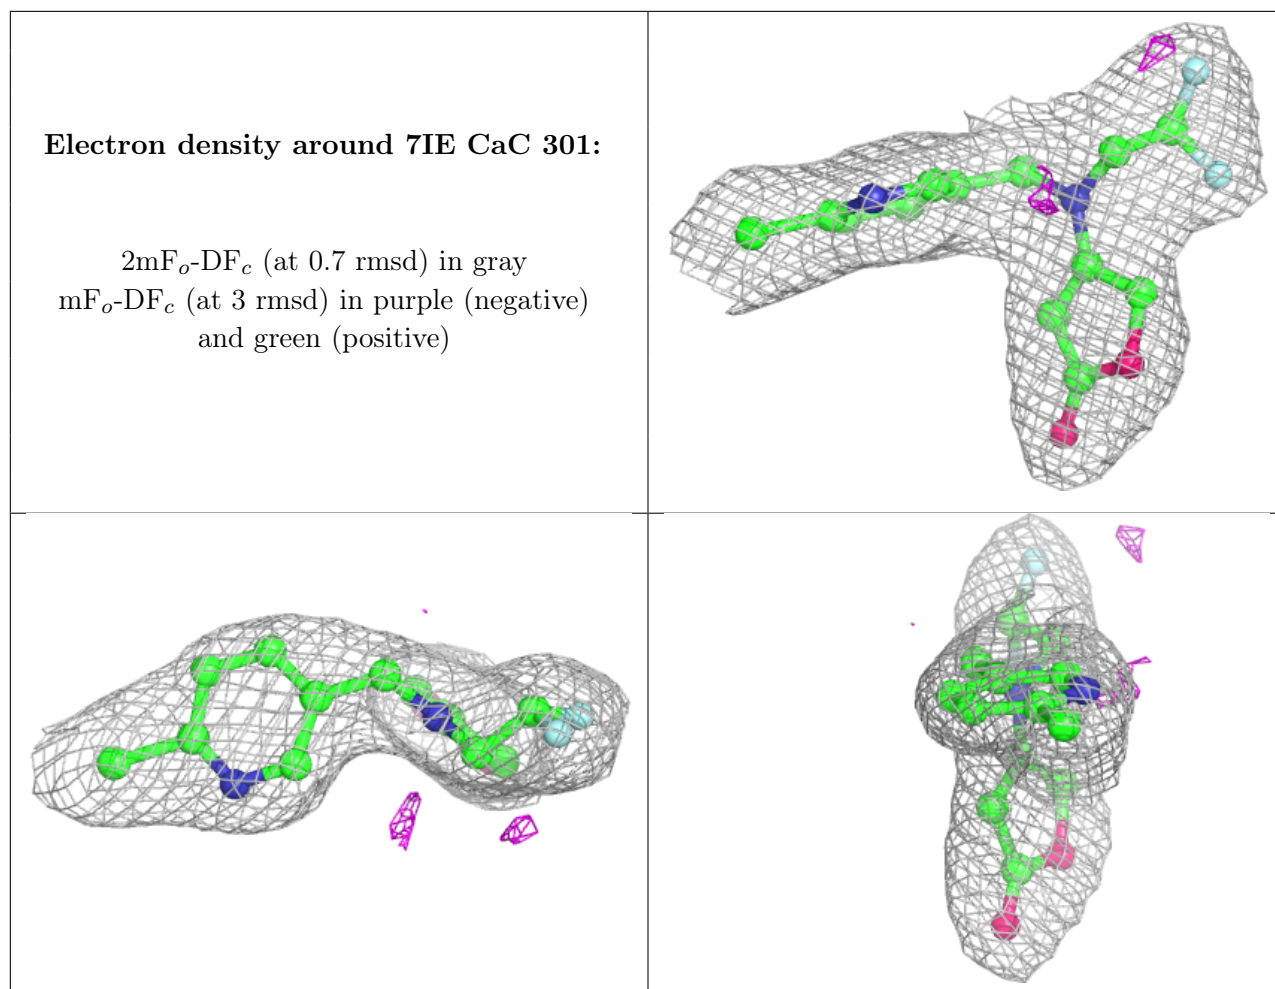 Electron density around 7IE CaC 301:
2mFo-DFc (at 0.7 rmsd) in gray
mFo-DFc (at 3 rmsd) in purple (negative)
and green (positive)